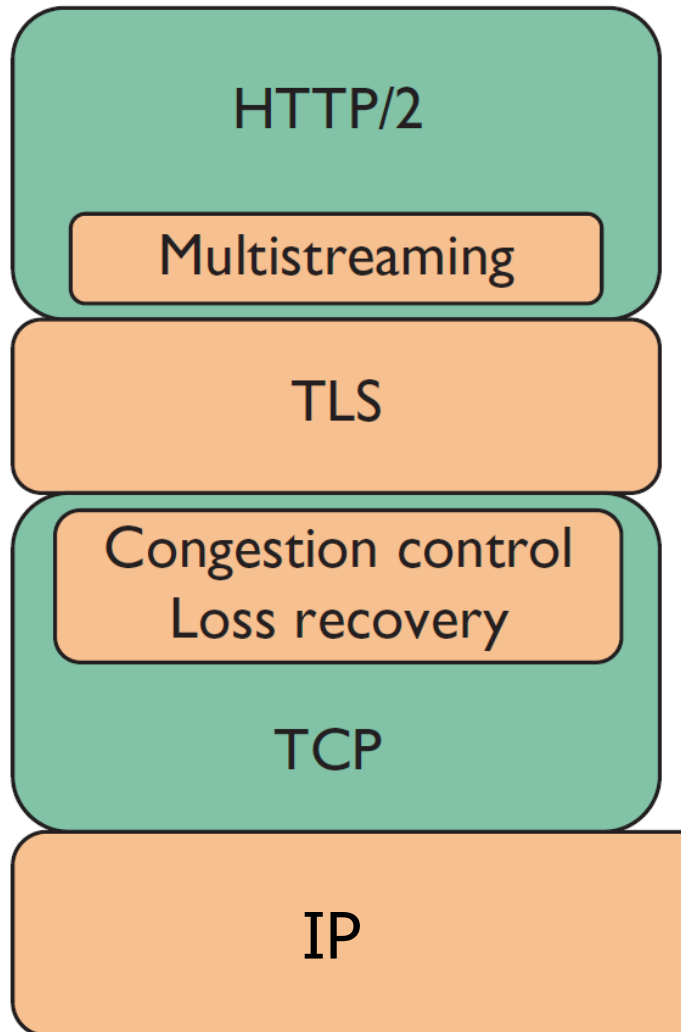 HTTP/2
Multistreaming
TLS
Congestion control
Loss recovery
TCP
IP